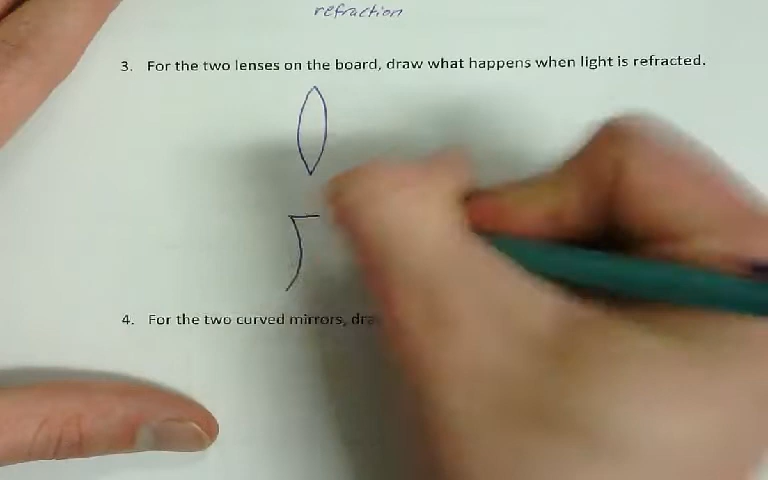 refraction
3. For the two lenses on the board, draw what happens when light is refracted.
4. For the two curved mirrors,